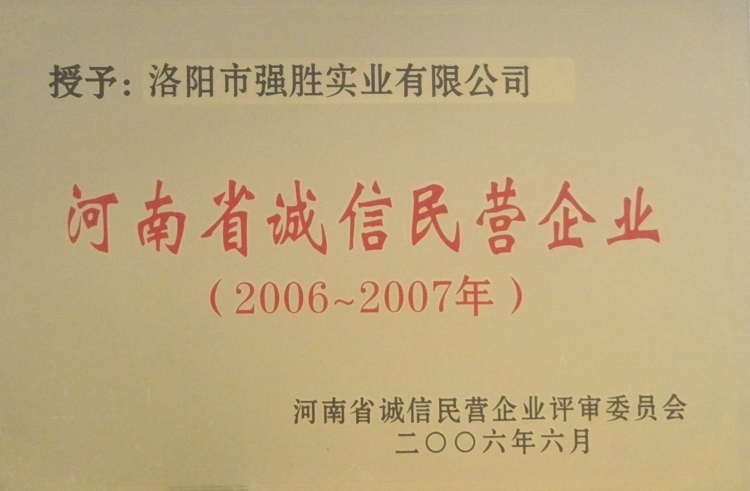 授予：洛阳市强胜实业有限公司
河南省诚信民营企业
（2006~2007年）
河南省诚信民营企业评审委员会
二〇〇六年六月